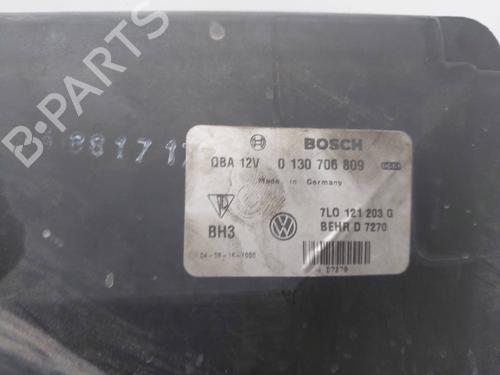 BOSCH
QBA 12V 0 130 706 809
Made in Germany
7L0 121 203 G
BH3
BEHR D 7270
B-PARTS